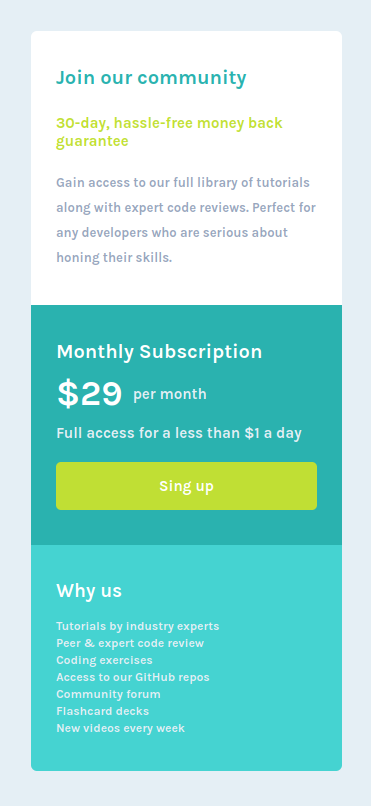 Join our community
30-day, hassle-free money back
guarantee
Gain access to our full library of tutorials
along with expert code reviews. Perfect for
any developers who are serious about
honing their skills.
Monthly Subscription
$29 per month
Full access for a less than $1 a day
Sing up
Why us
Tutorials by industry experts
Peer & expert code review
Coding exercises
Access to our GitHub repos
Community forum
Flashcard decks
New videos every week